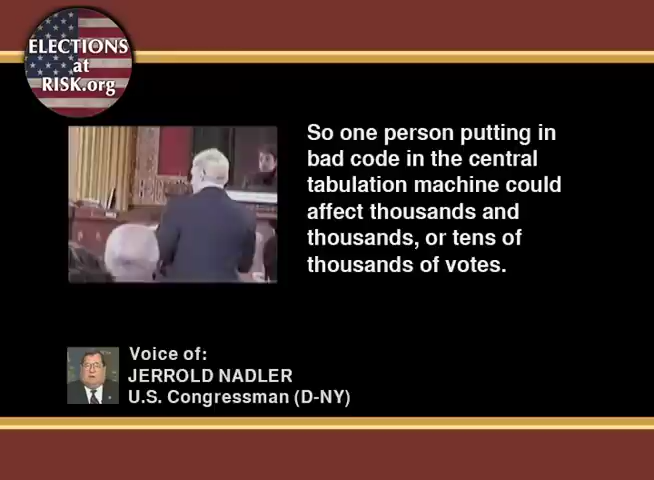 ELECTIONS
at
RISK.org
So one person putting in
bad code in the central
tabulation machine could
affect thousands and
thousands, or tens of
thousands of votes.
Voice of:
JERROLD NADLER
U.S. Congressman (D-NY)